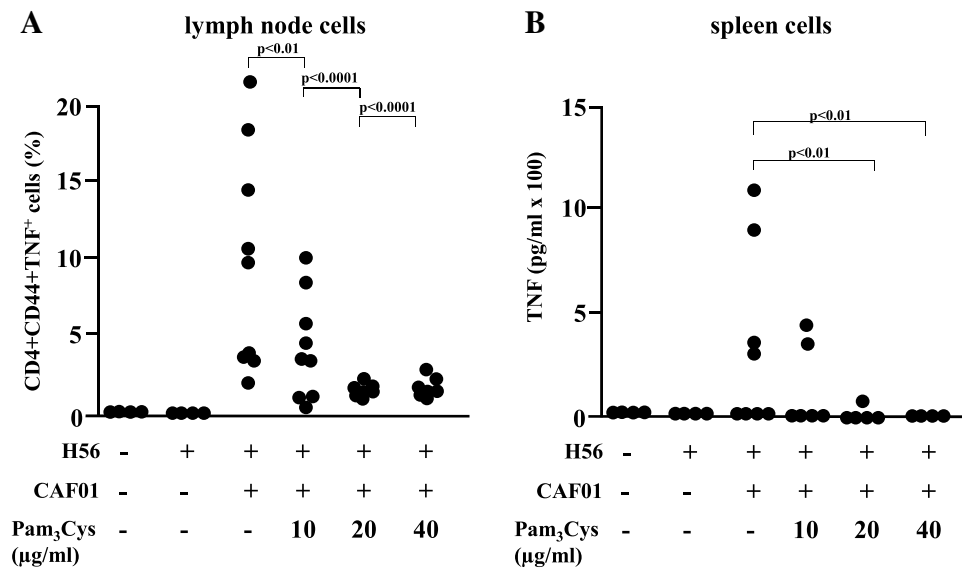 A
lymph node cells
p<0.01
p<0.0001
p<0.0001
20
15
10
5
0
CD4+CD44+TNF⁺ cells (%)
H56 - + + + + +
CAF01 - - + + + +
Pam₃Cys - - - 10 20 40
(µg/ml)
B
spleen cells
p<0.01
p<0.01
15
10
5
0
TNF (pg/ml x 100)
H56 - + + + + +
CAF01 - - + + + +
Pam₃Cys - - - 10 20 40
(µg/ml)